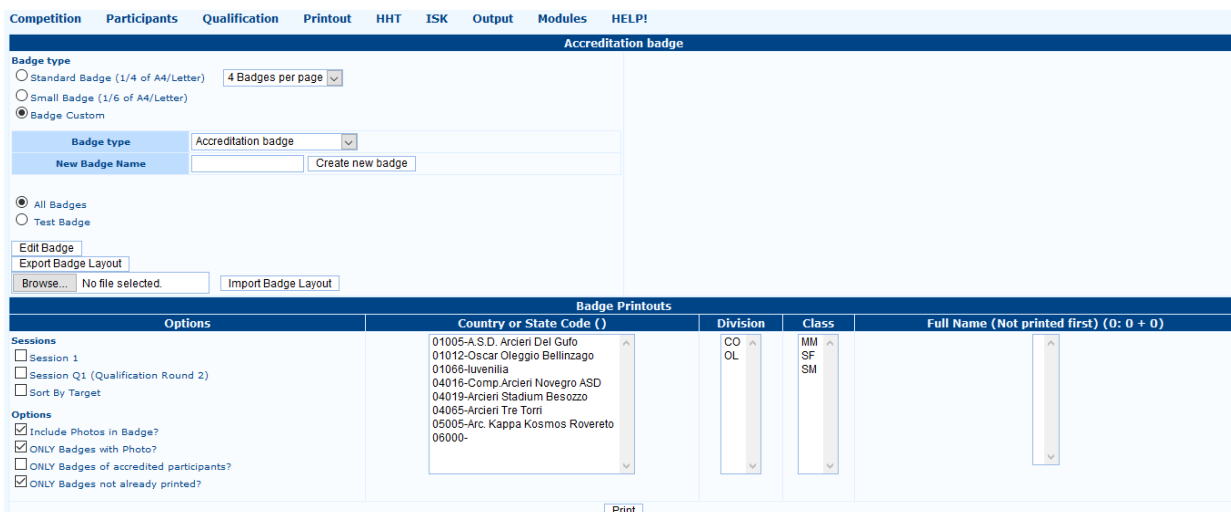 Competition Participants Qualification Printout HHT ISK Output Modules HELP!
Accreditation badge
Badge type
Standard Badge (1/4 of A4/Letter) 4 Badges per page
Small Badge (1/6 of A4/Letter)
Badge Custom
Badge type Accreditation badge
New Badge Name Create new badge
All Badges
Test Badge
Edit Badge
Export Badge Layout
Browse... No file selected. Import Badge Layout
Badge Printouts
Options Country or State Code () Division Class Full Name (Not printed first) (0: 0 + 0)
Sessions
Session 1
Session Q1 (Qualification Round 2)
Sort By Target
Options
Include Photos in Badge?
ONLY Badges with Photo?
ONLY Badges of accredited participants?
ONLY Badges not already printed?
01005-A.S.D. Arcieri Del Gufo
01012-Oscar Oleggio Bellinzago
01066-Iuvenilia
04016-Comp.Arcieri Novegro ASD
04019-Arcieri Stadium Besozzo
04065-Arcieri Tre Torri
05005-Arc. Kappa Kosmos Rovereto
06000-
CO
OL
MM
SF
SM
Print